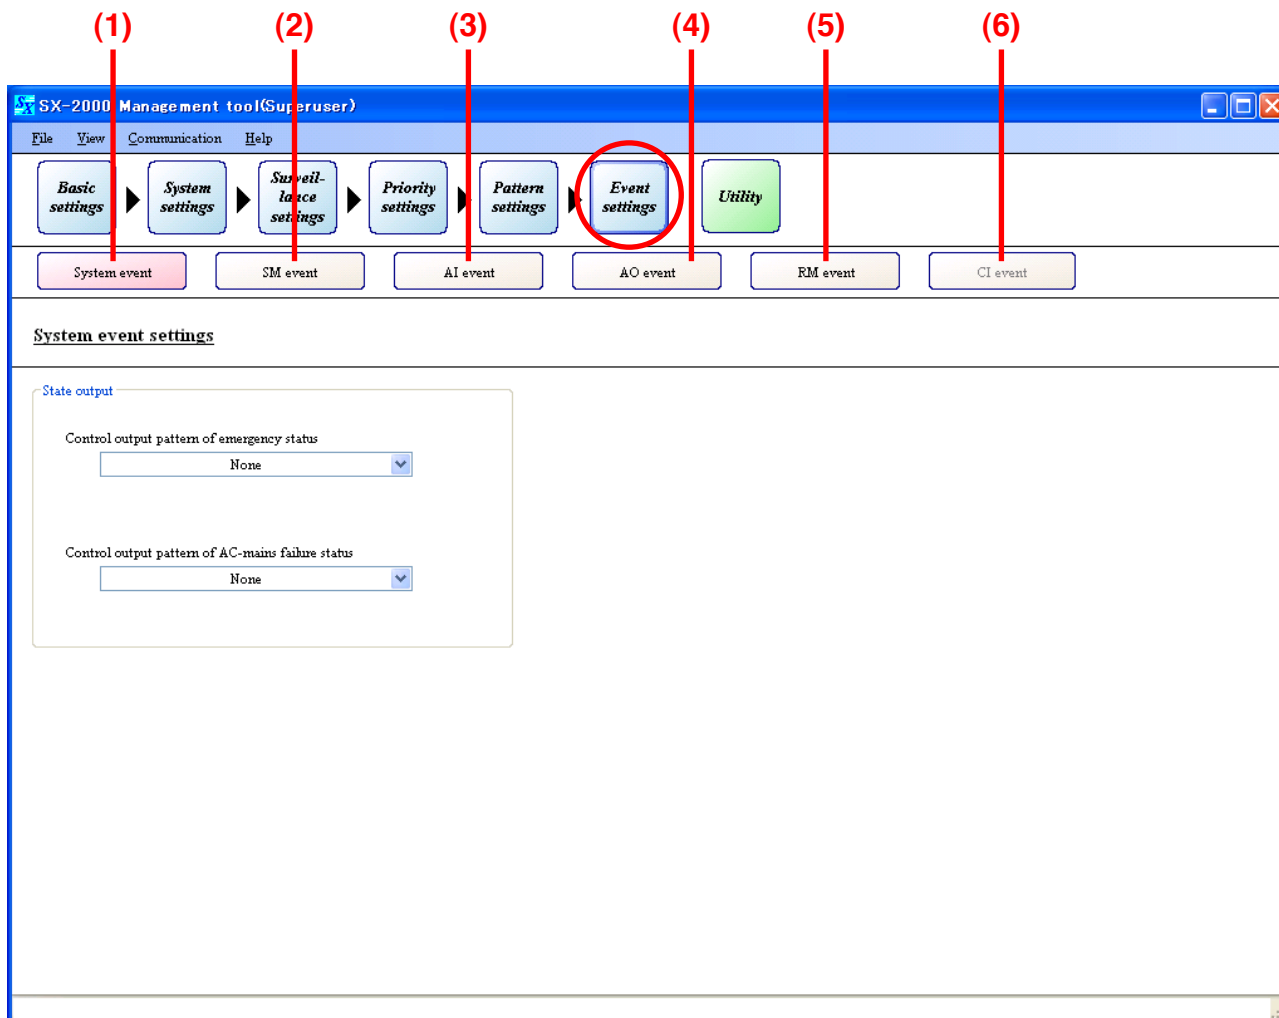 (1) (2) (3) (4) (5) (6)
SX SX-2000 Management tool(Superuser)
File View Communication Help
Basic settings
System settings
Surveil-lance settings
Priority settings
Pattern settings
Event settings
Utility
System event SM event AI event AO event RM event CI event
System event settings
State output
Control output pattern of emergency status
None
Control output pattern of AC-mains failure status
None